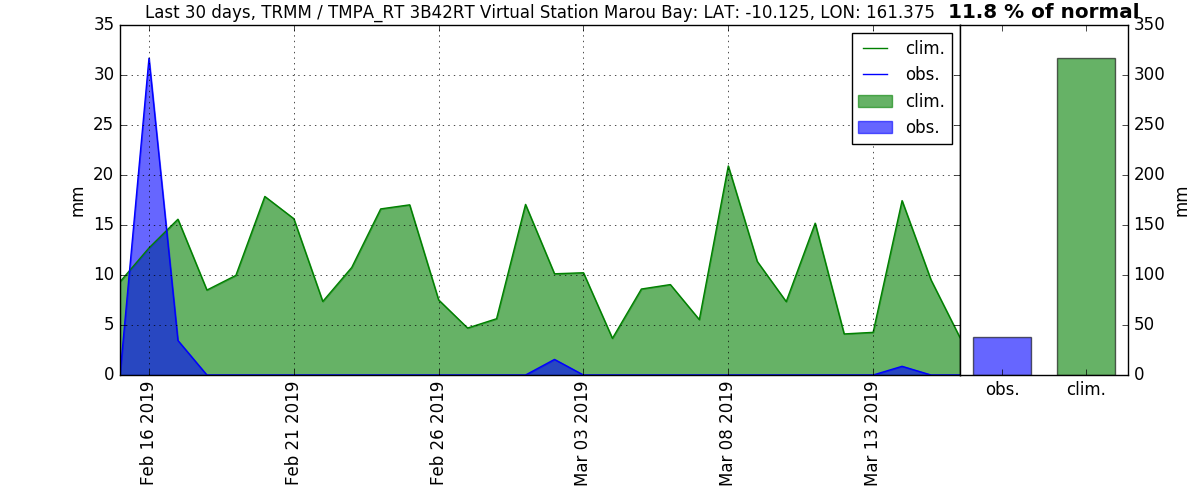 Last 30 days, TRMM / TMPA_RT 3B42RT Virtual Station Marou Bay: LAT: -10.125, LON: 161.375
11.8 % of normal
35
30
25
20
15
10
5
0
mm
clim.
obs.
clim.
obs.
Feb 16 2019
Feb 21 2019
Feb 26 2019
Mar 03 2019
Mar 08 2019
Mar 13 2019
350
300
250
200
150
100
50
0
mm
obs.
clim.